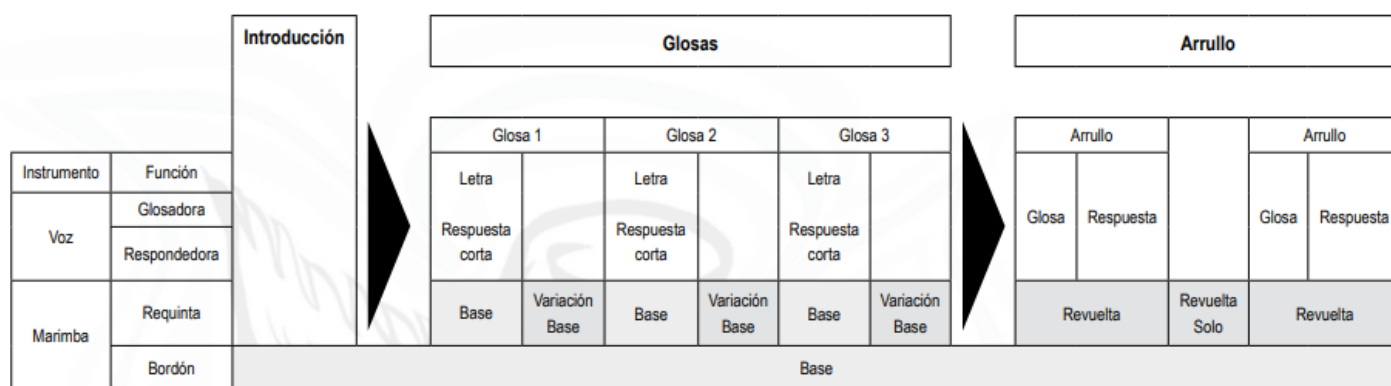 Introducción
Glosas
Arrullo
Glosa 1
Glosa 2
Glosa 3
Arrullo
Arrullo
Instrumento
Función
Letra
Letra
Letra
Voz
Glosadora
Respondedora
Respuesta
corta
Respuesta
corta
Respuesta
corta
Glosa
Respuesta
Glosa
Respuesta
Marimba
Requinta
Base
Variación
Base
Base
Variación
Base
Base
Variación
Base
Revuelta
Revuelta
Solo
Revuelta
Bordón
Base